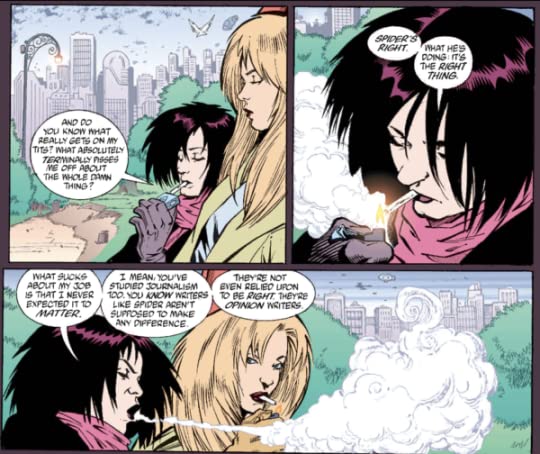 AND DO
YOU KNOW WHAT
REALLY GETS ON MY
TITS? WHAT ABSOLUTELY
TERMINALLY PISSES
ME OFF ABOUT
THE WHOLE DAMN
THING?
SPIDER'S
RIGHT.
WHAT HE'S
DOING: IT'S
THE RIGHT
THING.
WHAT SUCKS
ABOUT MY JOB
IS THAT I NEVER
EXPECTED IT TO
MATTER.
I MEAN, YOU'VE
STUDIED JOURNALISM
TOO. YOU KNOW WRITERS
LIKE SPIDER AREN'T
SUPPOSED TO MAKE
ANY DIFFERENCE.
THEY'RE NOT
EVEN RELIED UPON
TO BE RIGHT. THEY'RE
OPINION WRITERS.